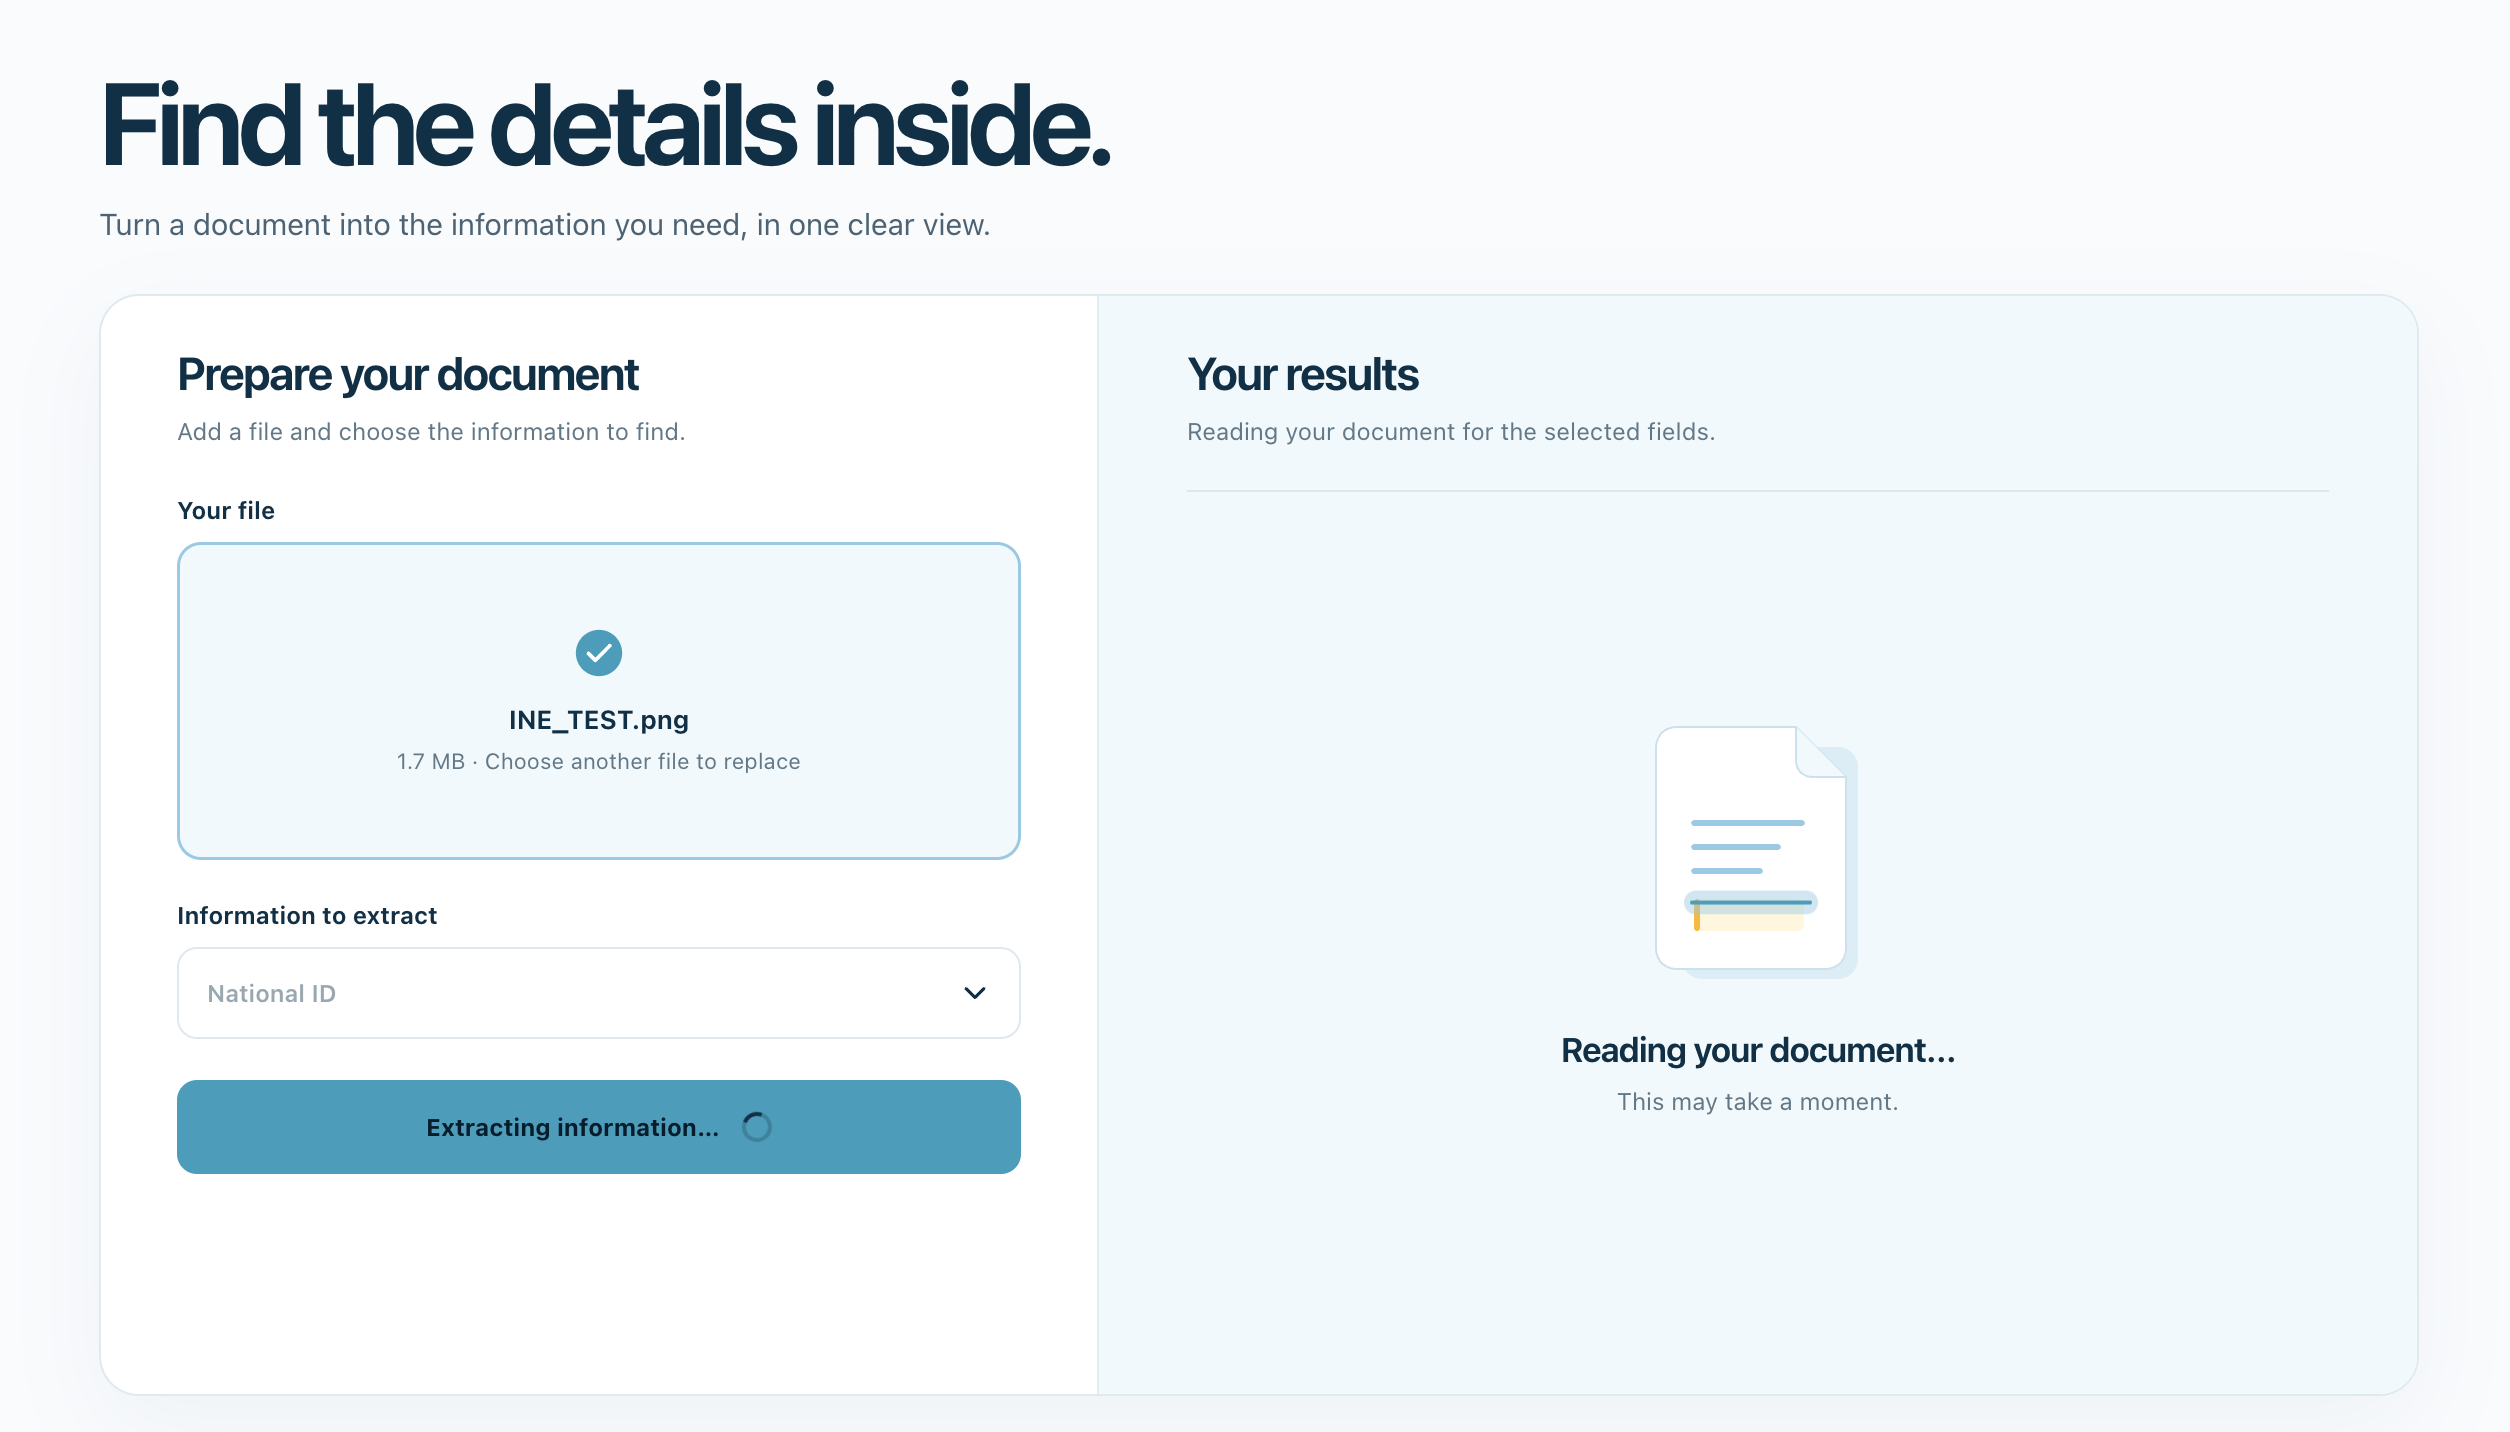 Find the details inside.
Turn a document into the information you need, in one clear view.
Prepare your document
Add a file and choose the information to find.
Your file
INE_TEST.png
1.7 MB · Choose another file to replace
Information to extract
National ID
Extracting information...
Your results
Reading your document for the selected fields.
Reading your document...
This may take a moment.